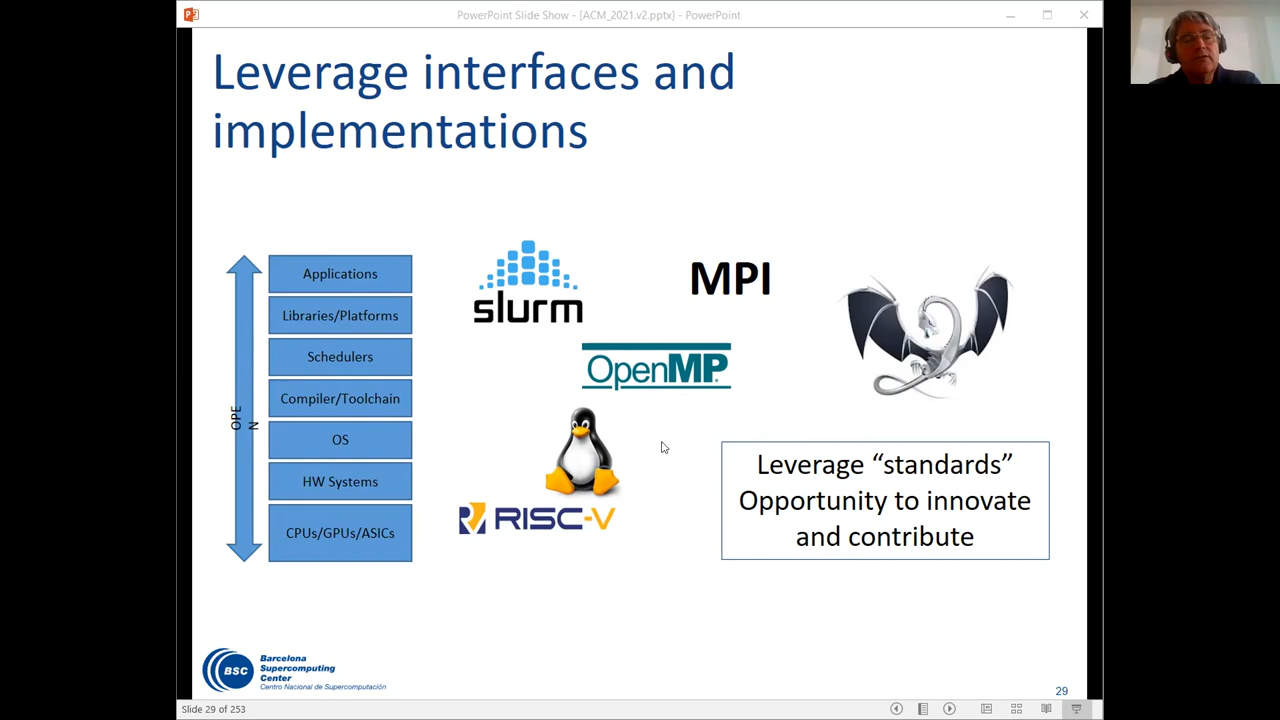 PowerPoint Slide Show - [ACM_2021.v2.pptx] - PowerPoint
Leverage interfaces and
implementations
Applications
Libraries/Platforms
Schedulers
Compiler/Toolchain
OS
HW Systems
CPUs/GPUs/ASICs
OPE
N
slurm
MPI
OpenMP
RISC-V
Leverage “standards”
Opportunity to innovate
and contribute
BSC
Barcelona
Supercomputing
Center
Centro Nacional de Supercomputación
29
Slide 29 of 253